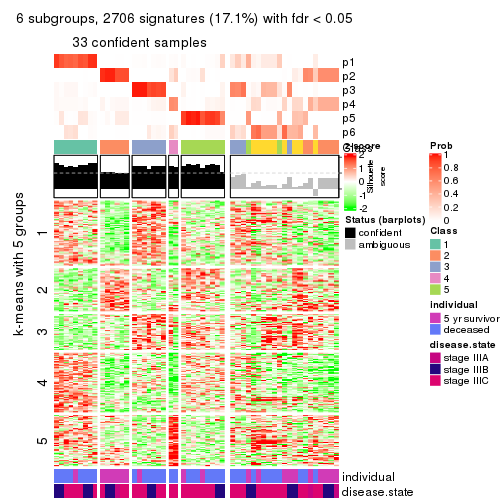 6 subgroups, 2706 signatures (17.1%) with fdr < 0.05
33 confident samples
p1
p2
p3
p4
p5
p6
Class
k-means with 5 groups
1
2
3
4
5
z-score
2
1
0
-1
-2
Silhouette
score
Status (barplots)
confident
ambiguous
Prob
1
0.8
0.6
0.4
0.2
0
Class
1
2
3
4
5
individual
5 yr survivor
deceased
disease.state
stage IIIA
stage IIIB
stage IIIC
individual
disease.state